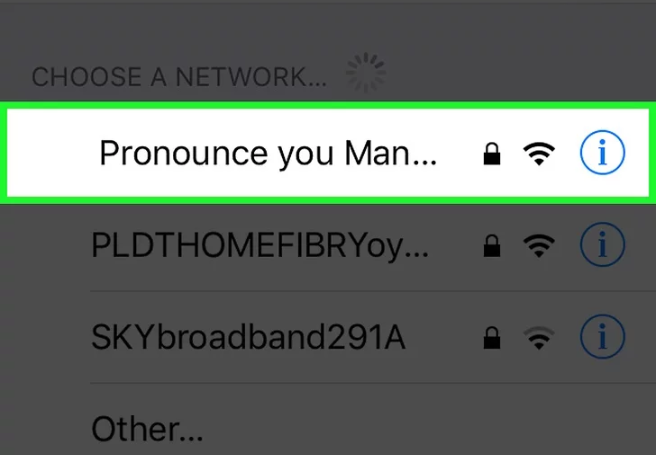 CHOOSE A NETWORK...
Pronounce you Man...
PLDTHOMEFIBRYoy...
SKYbroadband291A
Other...